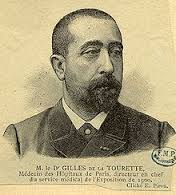 M. le Dr GILLES DE LA TOURETTE,
Médecin des Hôpitaux de Paris, directeur en chef
du service médical de l'Exposition de 1900.
Cliché E. Pirou.